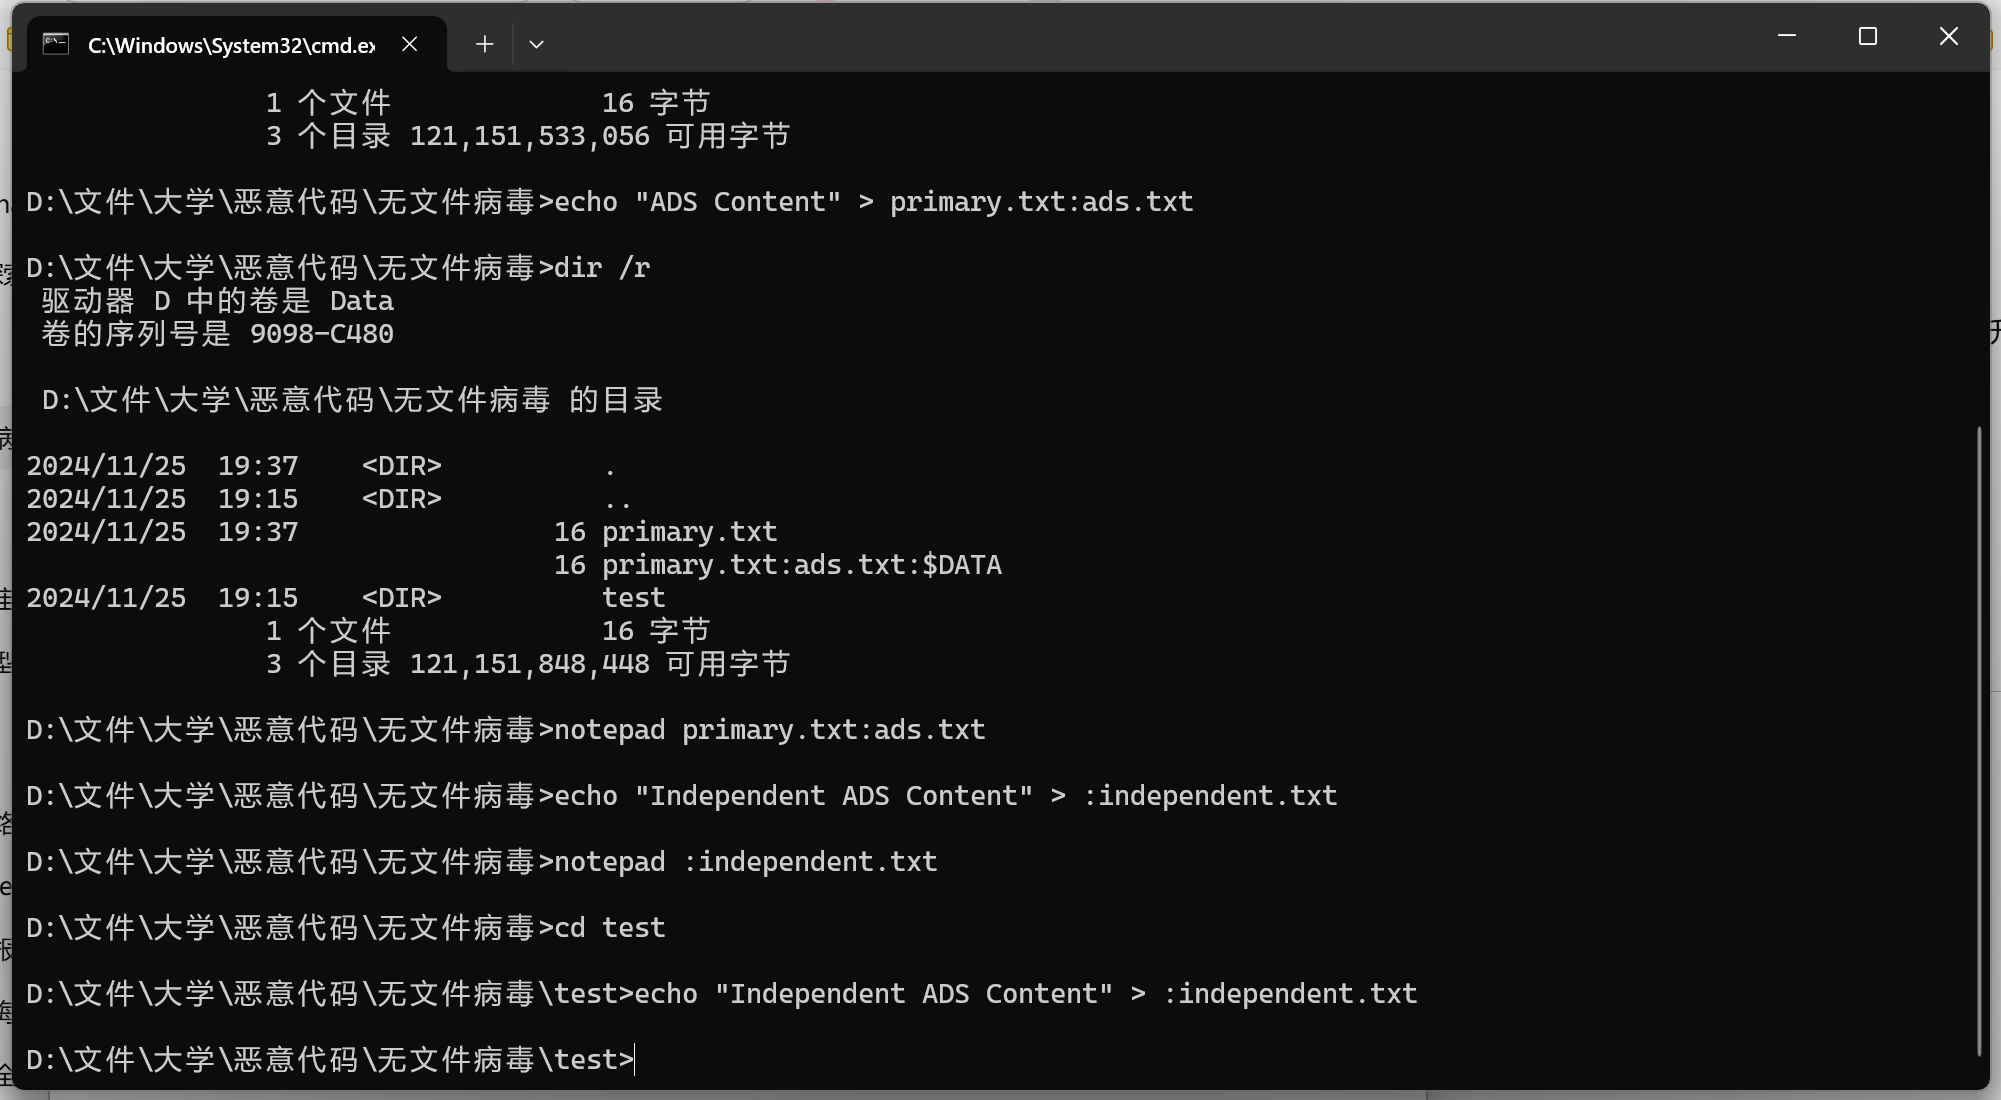 C:\Windows\System32\cmd.ex
1 个文件 16 字节
3 个目录 121,151,533,056 可用字节
D:\文件\大学\恶意代码\无文件病毒>echo "ADS Content" > primary.txt:ads.txt
D:\文件\大学\恶意代码\无文件病毒>dir /r
驱动器 D 中的卷是 Data
卷的序列号是 9098-C480
D:\文件\大学\恶意代码\无文件病毒 的目录
2024/11/25 19:37 <DIR> .
2024/11/25 19:15 <DIR> ..
2024/11/25 19:37 16 primary.txt
16 primary.txt:ads.txt:$DATA
2024/11/25 19:15 <DIR> test
1 个文件 16 字节
3 个目录 121,151,848,448 可用字节
D:\文件\大学\恶意代码\无文件病毒>notepad primary.txt:ads.txt
D:\文件\大学\恶意代码\无文件病毒>echo "Independent ADS Content" > :independent.txt
D:\文件\大学\恶意代码\无文件病毒>notepad :independent.txt
D:\文件\大学\恶意代码\无文件病毒>cd test
D:\文件\大学\恶意代码\无文件病毒\test>echo "Independent ADS Content" > :independent.txt
D:\文件\大学\恶意代码\无文件病毒\test>